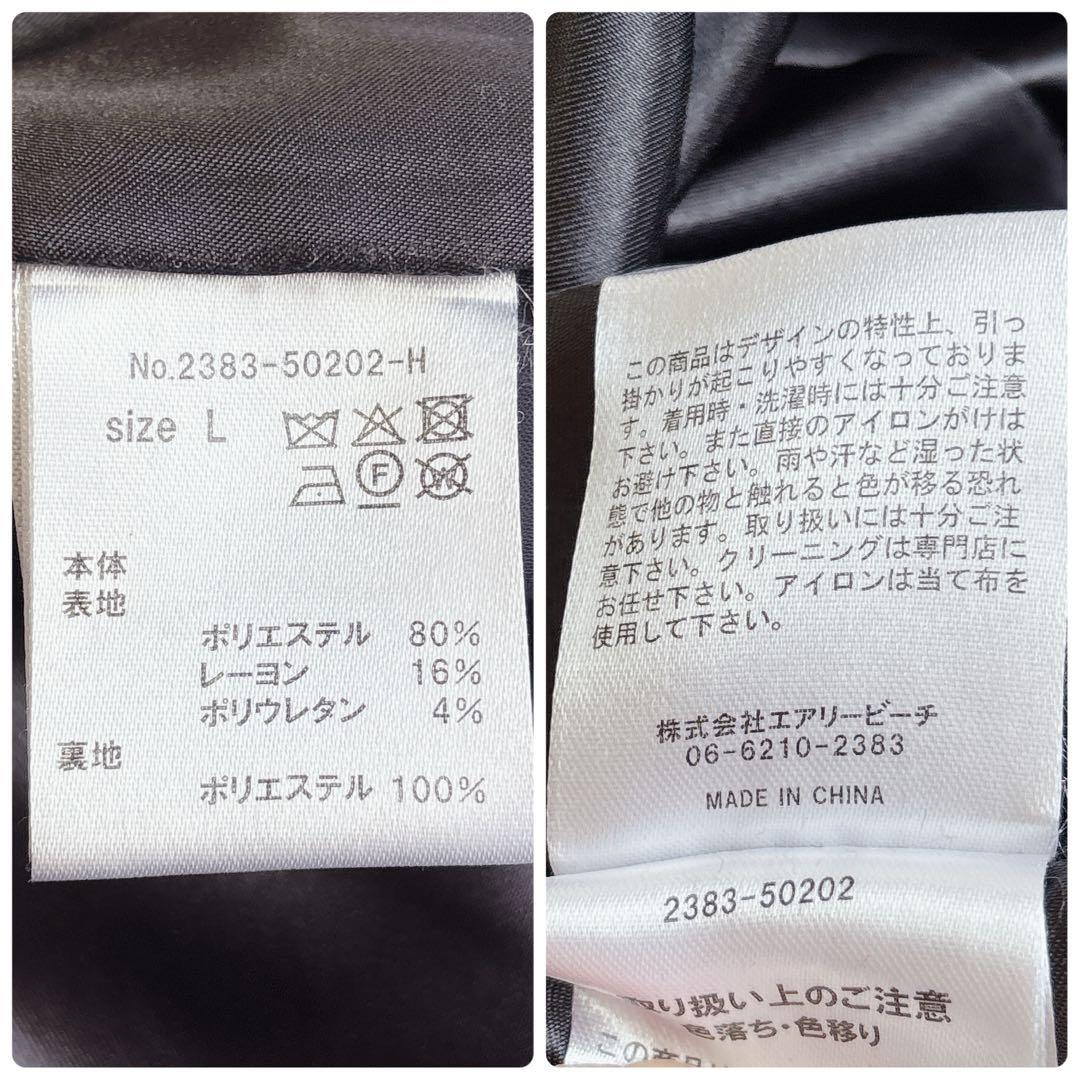 No.2383-50202-H
size L
F
W
本体
表地
ポリエステル 80%
レーヨン 16%
ポリウレタン 4%
裏地
ポリエステル 100%
この商品はデザインの特性上、引っ
掛かりが起こりやすくなっておりま
す。着用時・洗濯時には十分ご注意
下さい。また直接のアイロンがけは
お避け下さい。雨や汗など湿った状
態で他の物と触れると色が移る恐れ
があります。取り扱いには十分ご注
意下さい。クリーニングは専門店に
お任せ下さい。アイロンは当て布を
使用して下さい。
株式会社エアリービーチ
06-6210-2383
MADE IN CHINA
2383-50202
取り扱い上のご注意
色落ち・色移り
この商品